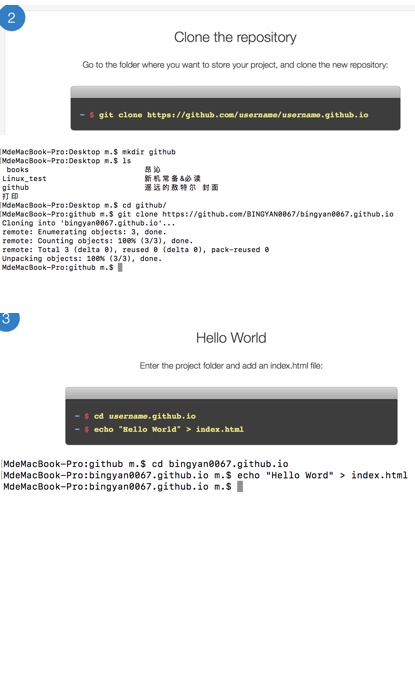 2
Clone the repository
Go to the folder where you want to store your project, and clone the new repository:
~ $ git clone https://github.com/username/username.github.io
MdeMacBook-Pro:Desktop m.$ mkdir github
MdeMacBook-Pro:Desktop m.$ ls
books 昂沁
Linux_test 新机常备&必读
github 遥远的敖特尔 封面
打印
MdeMacBook-Pro:Desktop m.$ cd github/
MdeMacBook-Pro:github m.$ git clone https://github.com/BINGYAN0067/bingyan0067.github.io
Cloning into 'bingyan0067.github.io'...
remote: Enumerating objects: 3, done.
remote: Counting objects: 100% (3/3), done.
remote: Total 3 (delta 0), reused 0 (delta 0), pack-reused 0
Unpacking objects: 100% (3/3), done.
MdeMacBook-Pro:github m.$
3
Hello World
Enter the project folder and add an index.html file:
~ $ cd username.github.io
~ $ echo "Hello World" > index.html
MdeMacBook-Pro:github m.$ cd bingyan0067.github.io
MdeMacBook-Pro:bingyan0067.github.io m.$ echo "Hello Word" > index.html
MdeMacBook-Pro:bingyan0067.github.io m.$